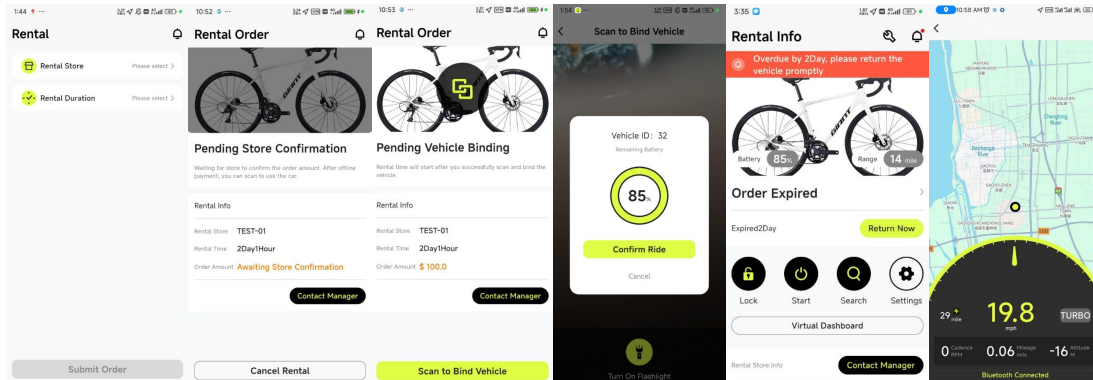 1:44
Rental
Rental Store
Please select >
Rental Duration
Please select >
Submit Order
10:52
Rental Order
GIANT
Pending Store Confirmation
Waiting for store to confirm the order amount. After offline
payment, you can scan to use the car.
Rental Info
Rental Store TEST-01
Rental Time 2Day1Hour
Order Amount Awaiting Store Confirmation
Contact Manager
Cancel Rental
10:53
Rental Order
GIANT
Pending Vehicle Binding
Rental time will start after you successfully scan and bind the
vehicle.
Rental Info
Rental Store TEST-01
Rental Time 2Day1Hour
Order Amount $ 100.0
Contact Manager
Scan to Bind Vehicle
1:54
Scan to Bind Vehicle
Vehicle ID: 32
Remaining Battery
85%
Confirm Ride
Cancel
Turn On Flashlight
3:35
Rental Info
Overdue by 2Day, please return the
vehicle promptly
GIANT
Battery 85%
Range 14 mile
Order Expired
Expired2Day
Return Now
Lock
Start
Search
Settings
Virtual Dashboard
Rental Store Info
Contact Manager
10:58 AM
Chengtong
River
Beichengzi
River
29 mile
19.8
mph
TURBO
0 Cadence RPM
0.06 Mileage mile
-16 Altitude M
Bluetooth Connected